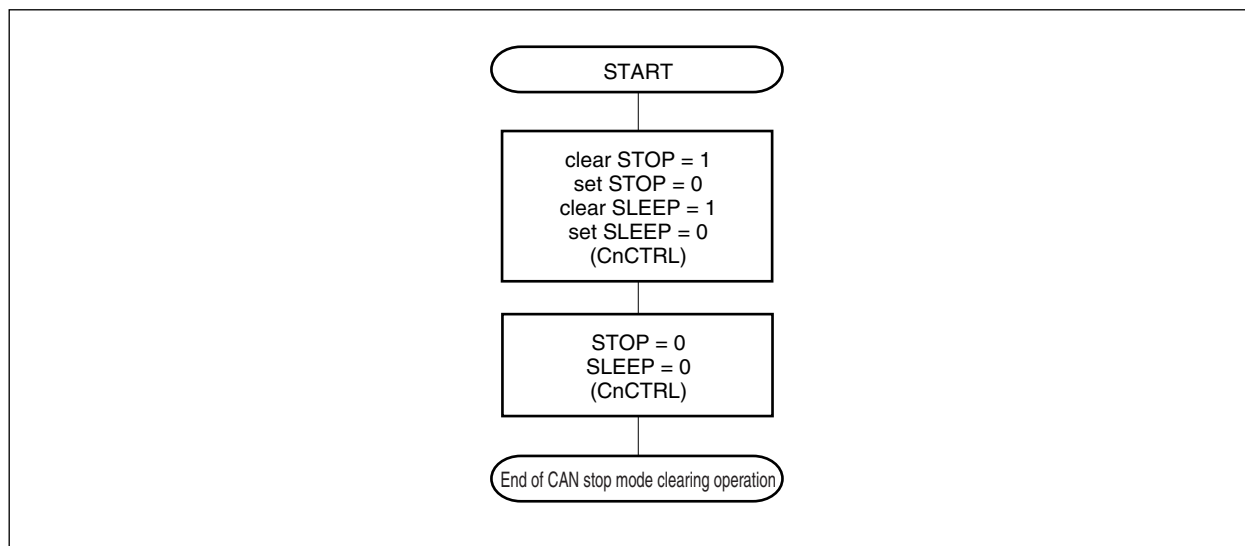 START
clear STOP = 1
set STOP = 0
clear SLEEP = 1
set SLEEP = 0
(CnCTRL)
STOP = 0
SLEEP = 0
(CnCTRL)
End of CAN stop mode clearing operation